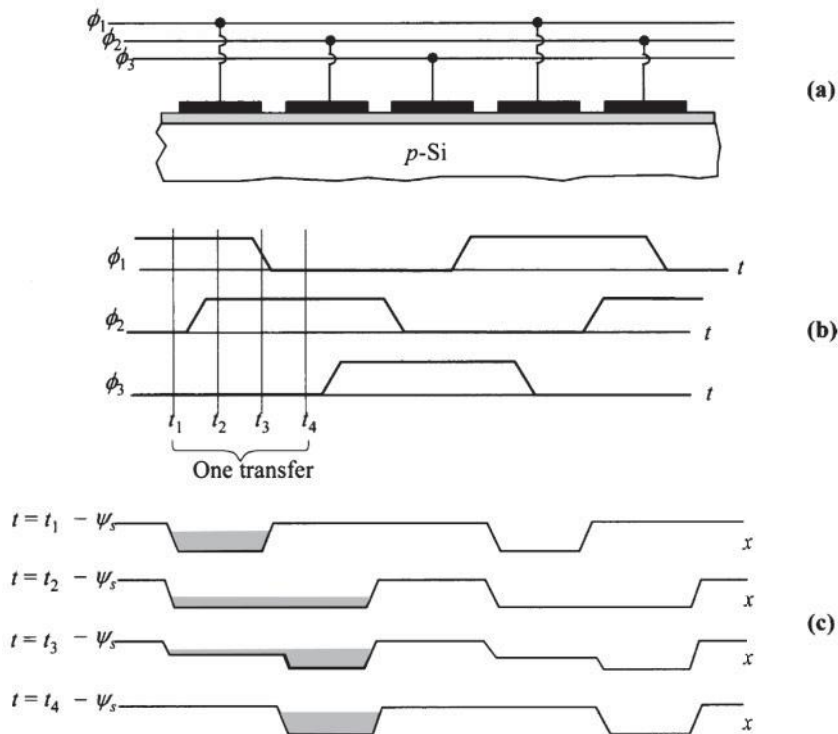 ϕ₁
ϕ₂
ϕ₃
(a)
p-Si
ϕ₁ t
ϕ₂ t
(b)
ϕ₃ t
t₁ t₂ t₃ t₄
One transfer
t = t₁ − ψₛ x
t = t₂ − ψₛ x
(c)
t = t₃ − ψₛ x
t = t₄ − ψₛ x